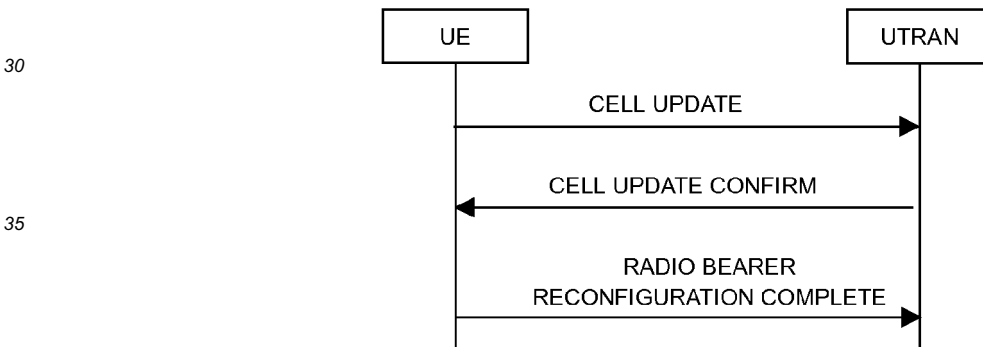 UE
UTRAN
30
CELL UPDATE
CELL UPDATE CONFIRM
35
RADIO BEARER
RECONFIGURATION COMPLETE